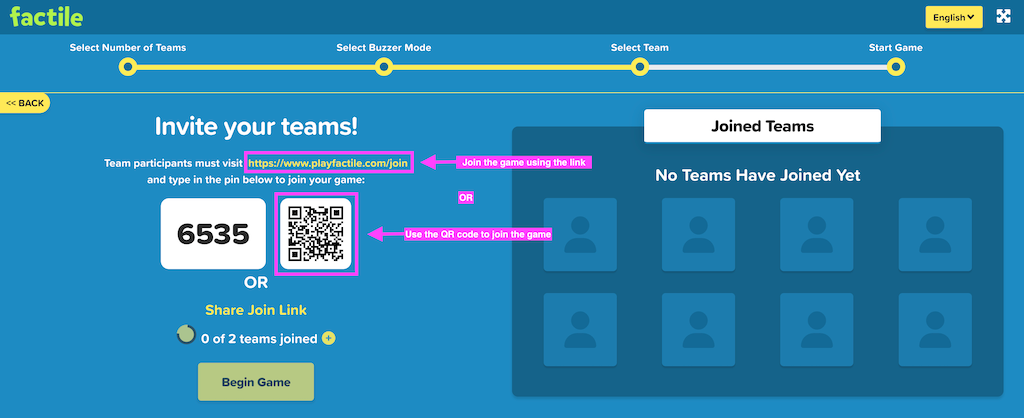 factile
English
Select Number of Teams
Select Buzzer Mode
Select Team
Start Game
<< BACK
Invite your teams!
Team participants must visit https://www.playfactile.com/join
and type in the pin below to join your game:
Join the game using the link
OR
6535
Use the QR code to join the game
OR
Share Join Link
0 of 2 teams joined +
Begin Game
Joined Teams
No Teams Have Joined Yet